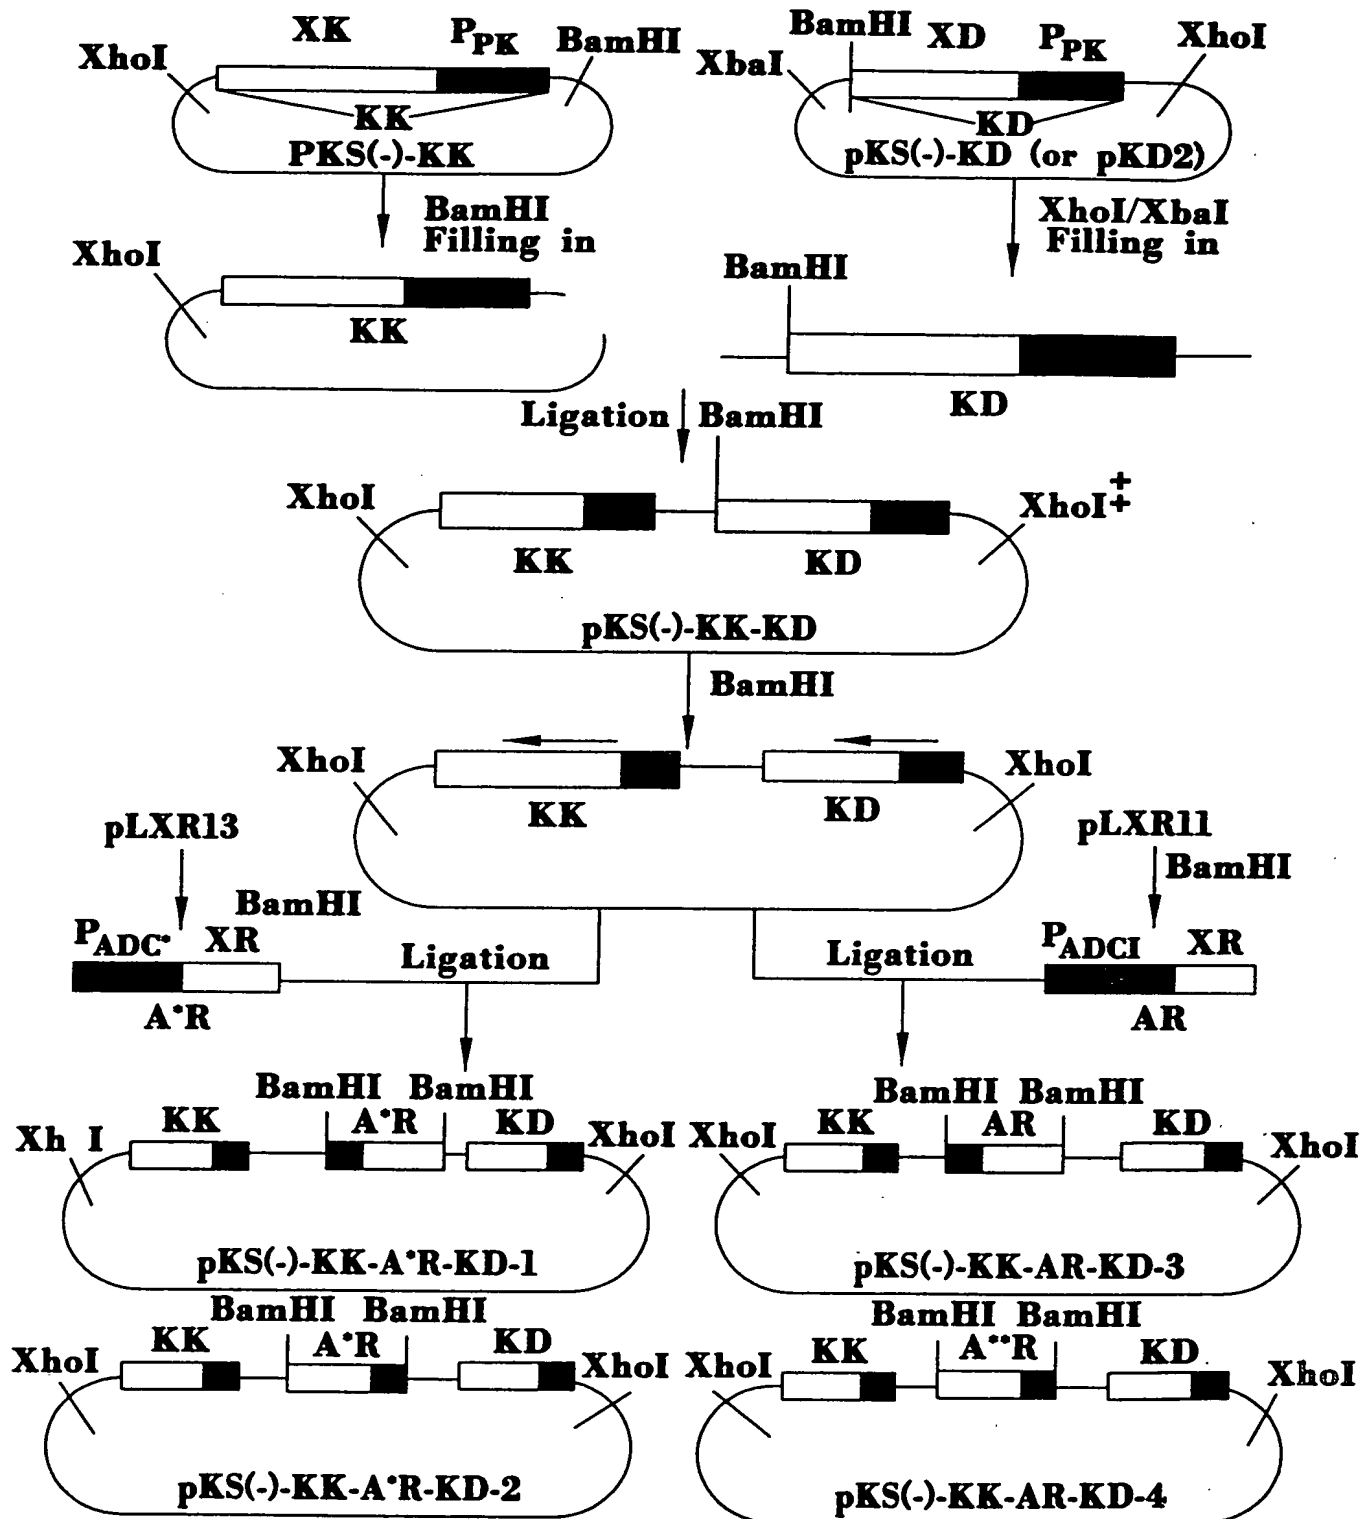 XhoI
XK
PPK
BamHI
KK
PKS(-)-KK
XbaI
BamHI
XD
PPK
XhoI
KD
pKS(-)-KD (or pKD2)
BamHI
Filling in
XhoI/XbaI
Filling in
XhoI
KK
BamHI
KD
Ligation
BamHI
XhoI
KK
KD
XhoI++
pKS(-)-KK-KD
BamHI
XhoI
KK
KD
XhoI
pLXR13
BamHI
PADC*
XR
A*R
Ligation
pLXR11
BamHI
PADCI
XR
AR
Ligation
BamHI BamHI
Xh I
KK
A*R
KD
XhoI
pKS(-)-KK-A*R-KD-1
BamHI BamHI
XhoI
KK
AR
KD
XhoI
pKS(-)-KK-AR-KD-3
BamHI BamHI
XhoI
KK
A*R
KD
XhoI
pKS(-)-KK-A*R-KD-2
BamHI BamHI
XhoI
KK
A**R
KD
XhoI
pKS(-)-KK-AR-KD-4